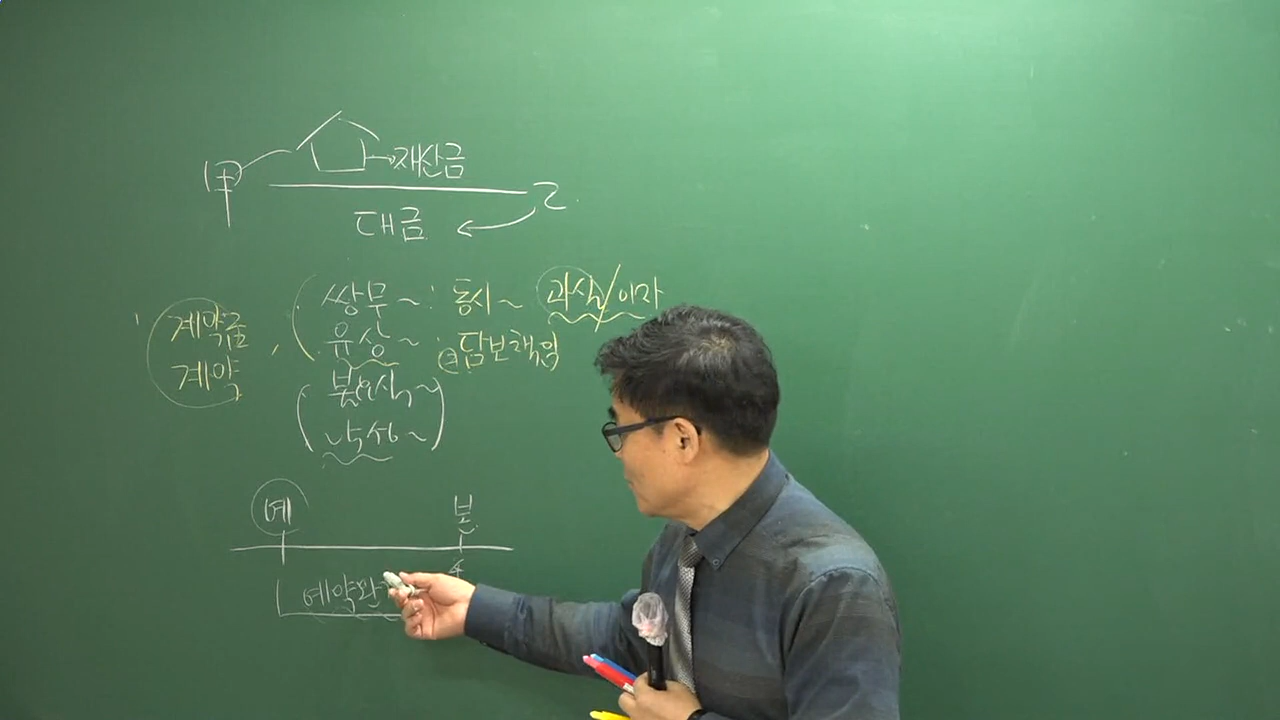 甲 → 재산금
乙
대금 ←
계약금 계약 , ( 쌍무~ : 동시~ 과실/이자
유상~ : 담보책임
( 불요식~
낙성~ )
예 본
예약완